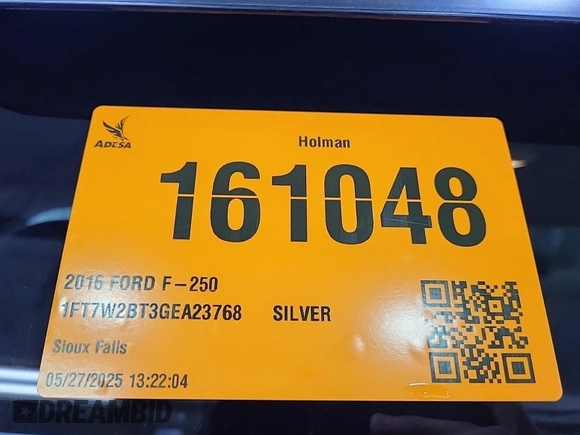 ADESA
Holman
161048
2016 FORD F-250
1FT7W2BT3GEA23768 SILVER
Sioux Falls
05/27/2025 13:22:04
DREAMBID